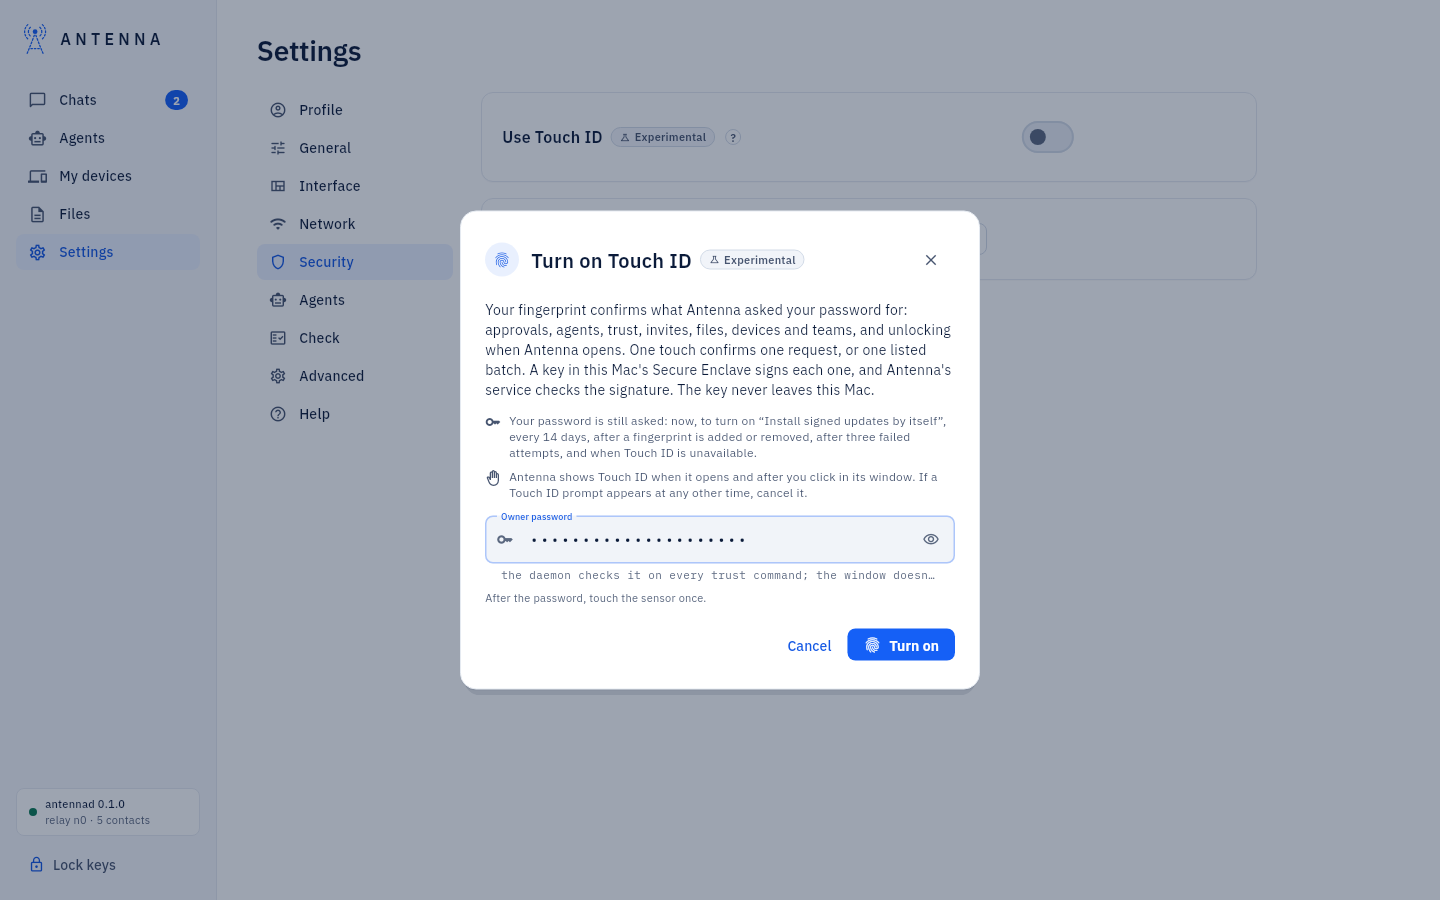 ANTENNA
Chats
2
Agents
My devices
Files
Settings
antennad 0.1.0
relay n0 · 5 contacts
Lock keys
Settings
Profile
General
Interface
Network
Security
Agents
Check
Advanced
Help
Use Touch ID
Experimental
?
Turn on Touch ID
Experimental
Your fingerprint confirms what Antenna asked your password for:
approvals, agents, trust, invites, files, devices and teams, and unlocking
when Antenna opens. One touch confirms one request, or one listed
batch. A key in this Mac's Secure Enclave signs each one, and Antenna's
service checks the signature. The key never leaves this Mac.
Your password is still asked: now, to turn on “Install signed updates by itself”,
every 14 days, after a fingerprint is added or removed, after three failed
attempts, and when Touch ID is unavailable.
Antenna shows Touch ID when it opens and after you click in its window. If a
Touch ID prompt appears at any other time, cancel it.
Owner password
the daemon checks it on every trust command; the window doesn…
After the password, touch the sensor once.
Cancel
Turn on